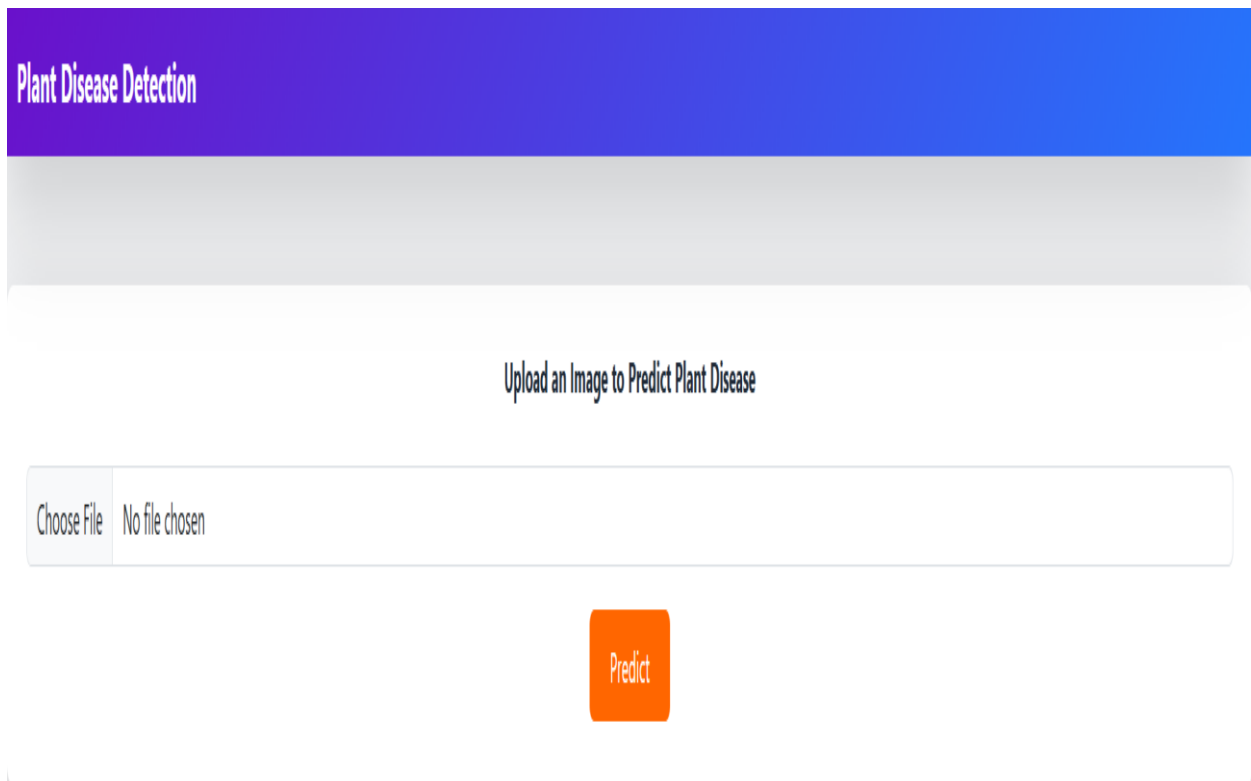 Plant Disease Detection
Upload an Image to Predict Plant Disease
Choose File No file chosen
Predict